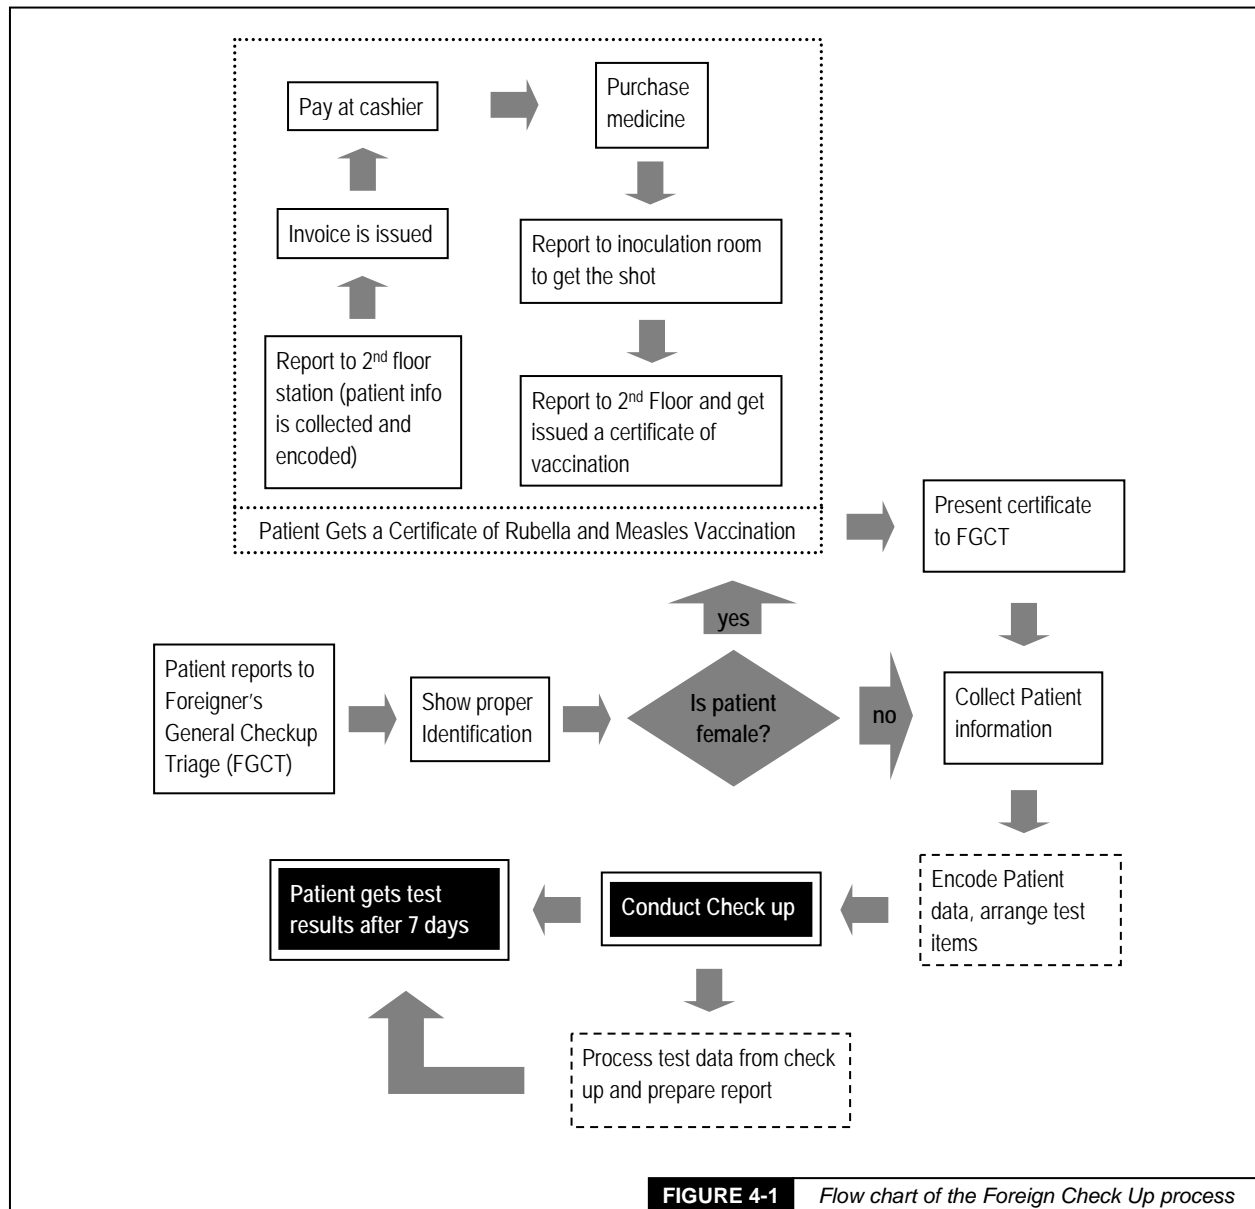 Pay at cashier
Purchase
medicine
Invoice is issued
Report to inoculation room
to get the shot
Report to 2nd floor
station (patient info
is collected and
encoded)
Report to 2nd Floor and get
issued a certificate of
vaccination
Patient Gets a Certificate of Rubella and Measles Vaccination
Present certificate
to FGCT
yes
Patient reports to
Foreigner's
General Checkup
Triage (FGCT)
Show proper
Identification
Is patient
female?
no
Collect Patient
information
Patient gets test
results after 7 days
Conduct Check up
Encode Patient
data, arrange test
items
Process test data from check
up and prepare report
FIGURE 4-1 Flow chart of the Foreign Check Up process